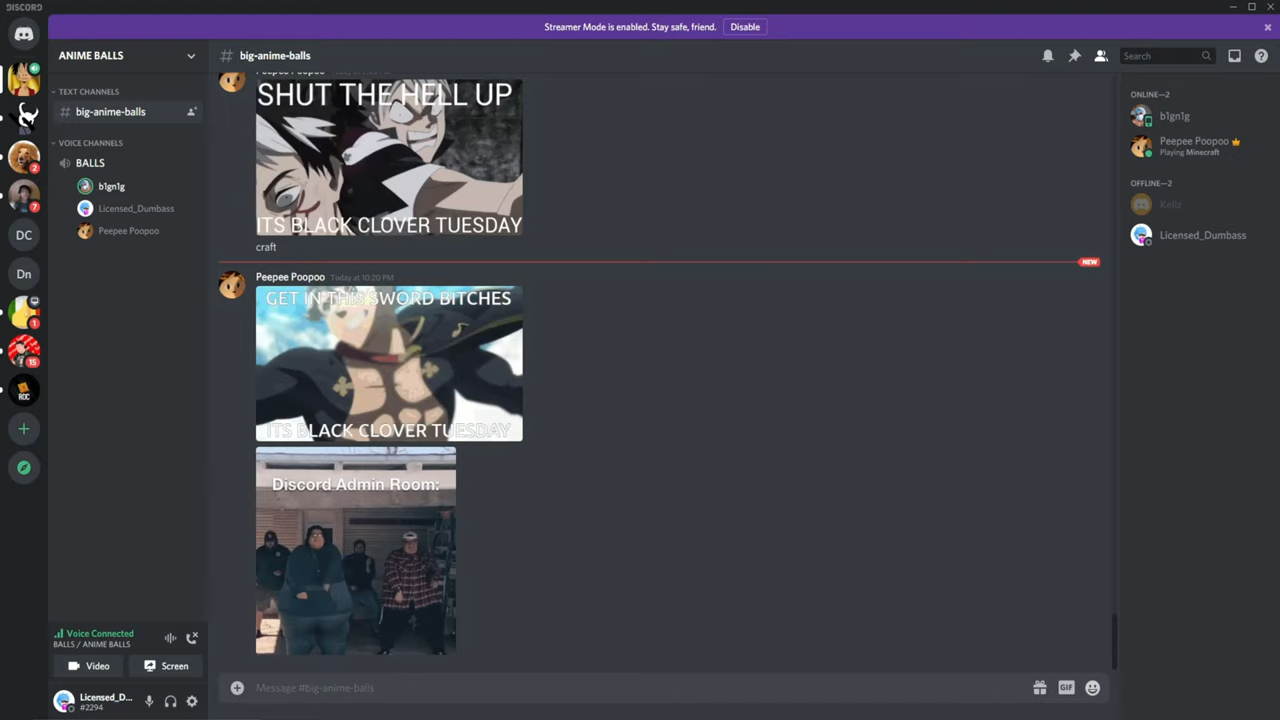 DISCORD
Streamer Mode is enabled. Stay safe, friend.
Disable
ANIME BALLS
big-anime-balls
Search
TEXT CHANNELS
big-anime-balls
VOICE CHANNELS
BALLS
b1gn1g
Licensed_Dumbass
Peepee Poopoo
2
7
DC
Dn
1
15
SHUT THE HELL UP
ITS BLACK CLOVER TUESDAY
craft
NEW
Peepee Poopoo Today at 10:20 PM
GET IN THIS SWORD BITCHES
ITS BLACK CLOVER TUESDAY
Discord Admin Room:
ONLINE—2
b1gn1g
Peepee Poopoo
Playing Minecraft
OFFLINE—2
Licensed_Dumbass
Voice Connected
BALLS / ANIME BALLS
Video
Screen
Licensed_D...
#2294
Message #big-anime-balls
GIF